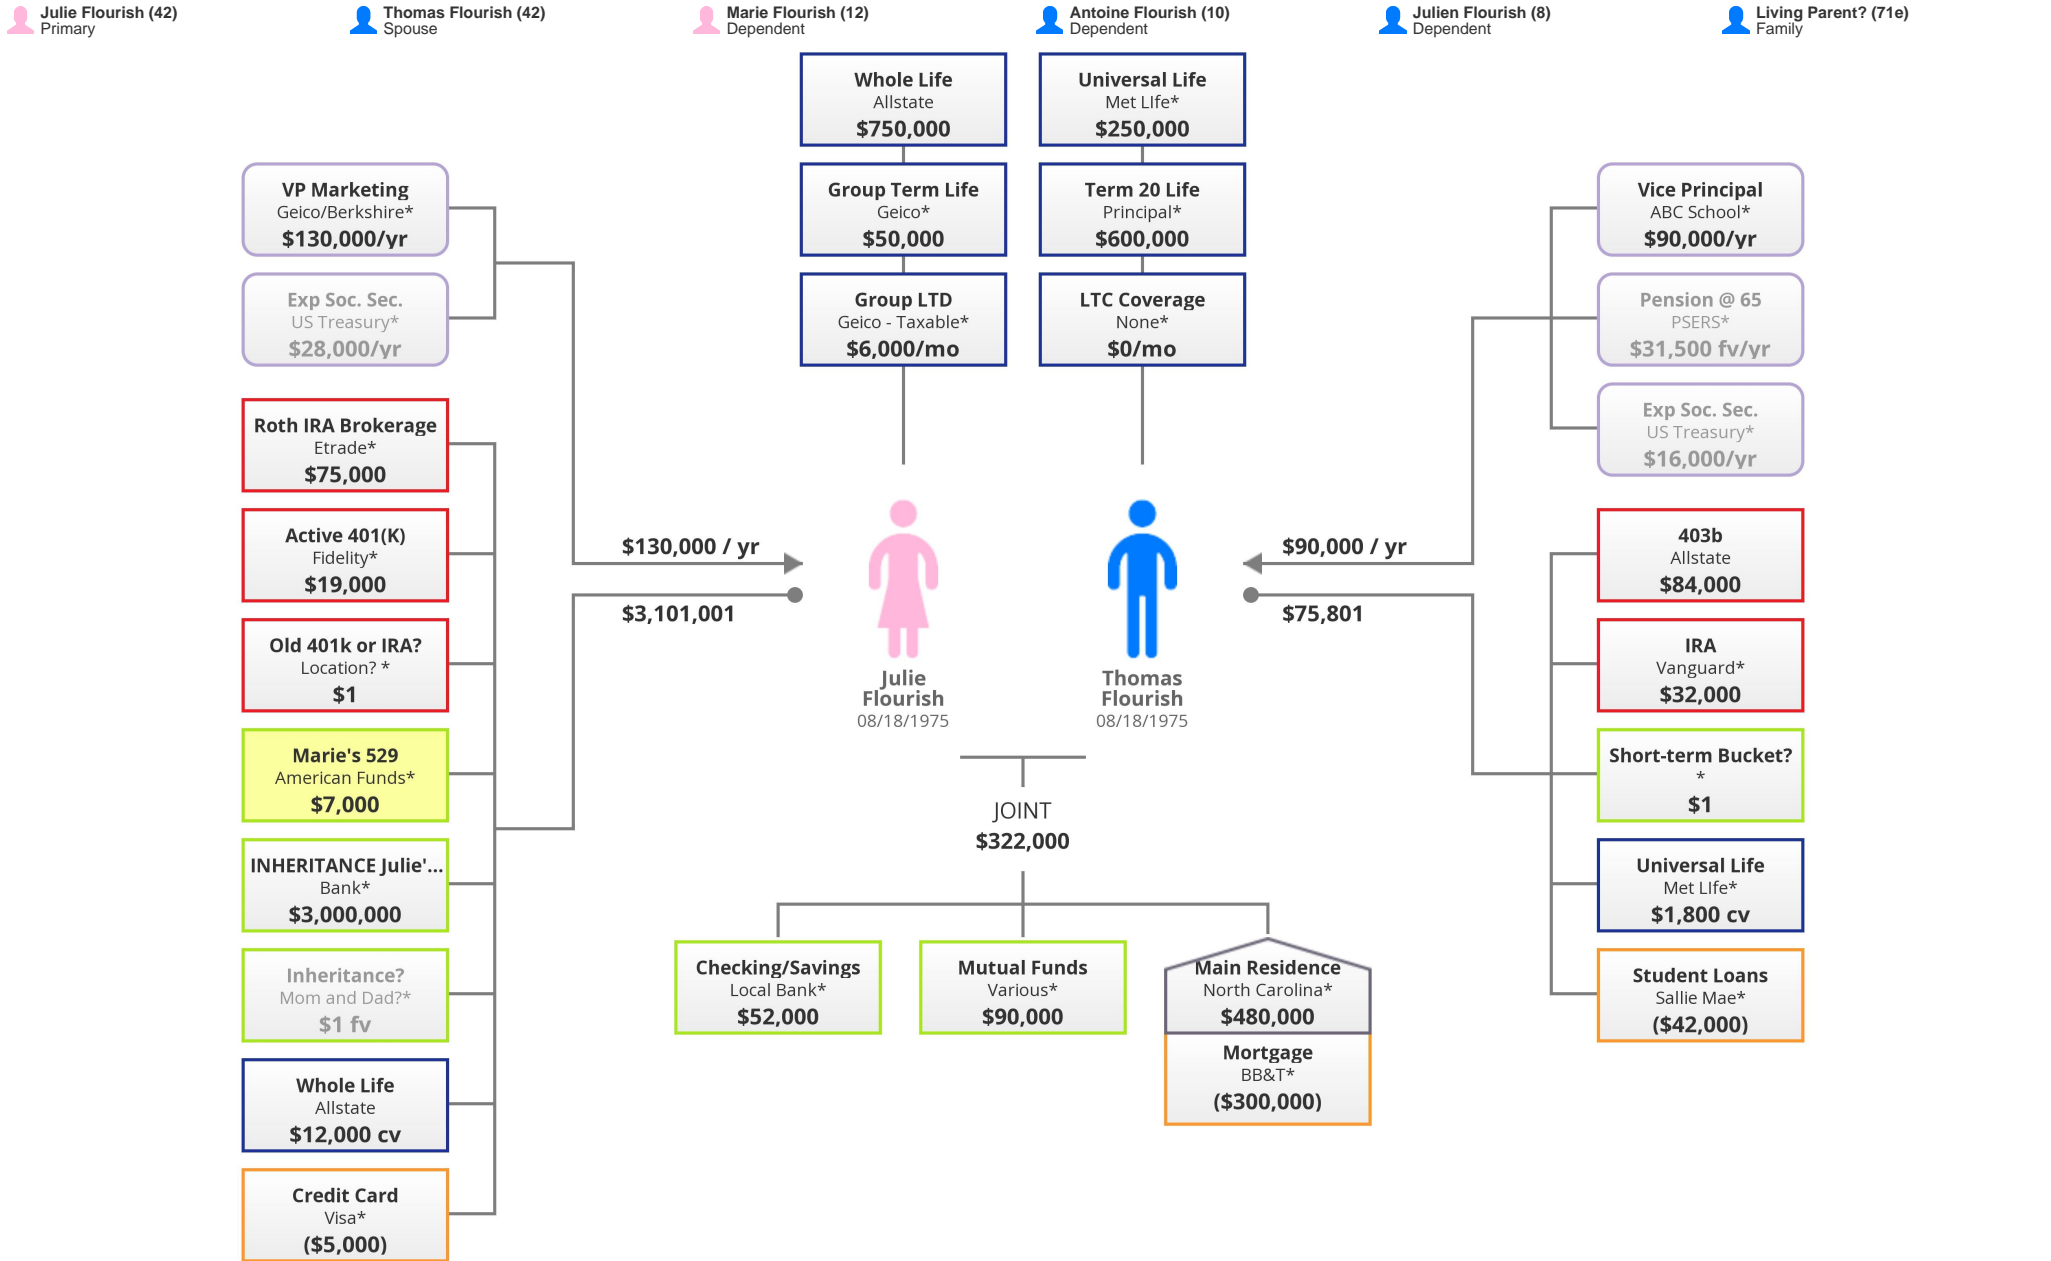 Julie Flourish (42)
Primary
Thomas Flourish (42)
Spouse
Marie Flourish (12)
Dependent
Antoine Flourish (10)
Dependent
Julien Flourish (8)
Dependent
Living Parent? (71e)
Family
Whole Life
Allstate
$750,000
Universal Life
Met LIfe*
$250,000
VP Marketing
Geico/Berkshire*
$130,000/yr
Group Term Life
Geico*
$50,000
Term 20 Life
Principal*
$600,000
Vice Principal
ABC School*
$90,000/yr
Exp Soc. Sec.
US Treasury*
$28,000/yr
Group LTD
Geico - Taxable*
$6,000/mo
LTC Coverage
None*
$0/mo
Pension @ 65
PSERS*
$31,500 fv/yr
Exp Soc. Sec.
US Treasury*
$16,000/yr
Roth IRA Brokerage
Etrade*
$75,000
Active 401(K)
Fidelity*
$19,000
Old 401k or IRA?
Location? *
$1
Marie's 529
American Funds*
$7,000
INHERITANCE Julie'...
Bank*
$3,000,000
Inheritance?
Mom and Dad?*
$1 fv
Whole Life
Allstate
$12,000 cv
Credit Card
Visa*
($5,000)
$130,000 / yr
$3,101,001
$90,000 / yr
$75,801
Julie
Flourish
08/18/1975
Thomas
Flourish
08/18/1975
JOINT
$322,000
Checking/Savings
Local Bank*
$52,000
Mutual Funds
Various*
$90,000
Main Residence
North Carolina*
$480,000
Mortgage
BB&T*
($300,000)
403b
Allstate
$84,000
IRA
Vanguard*
$32,000
Short-term Bucket?
*
$1
Universal Life
Met LIfe*
$1,800 cv
Student Loans
Sallie Mae*
($42,000)